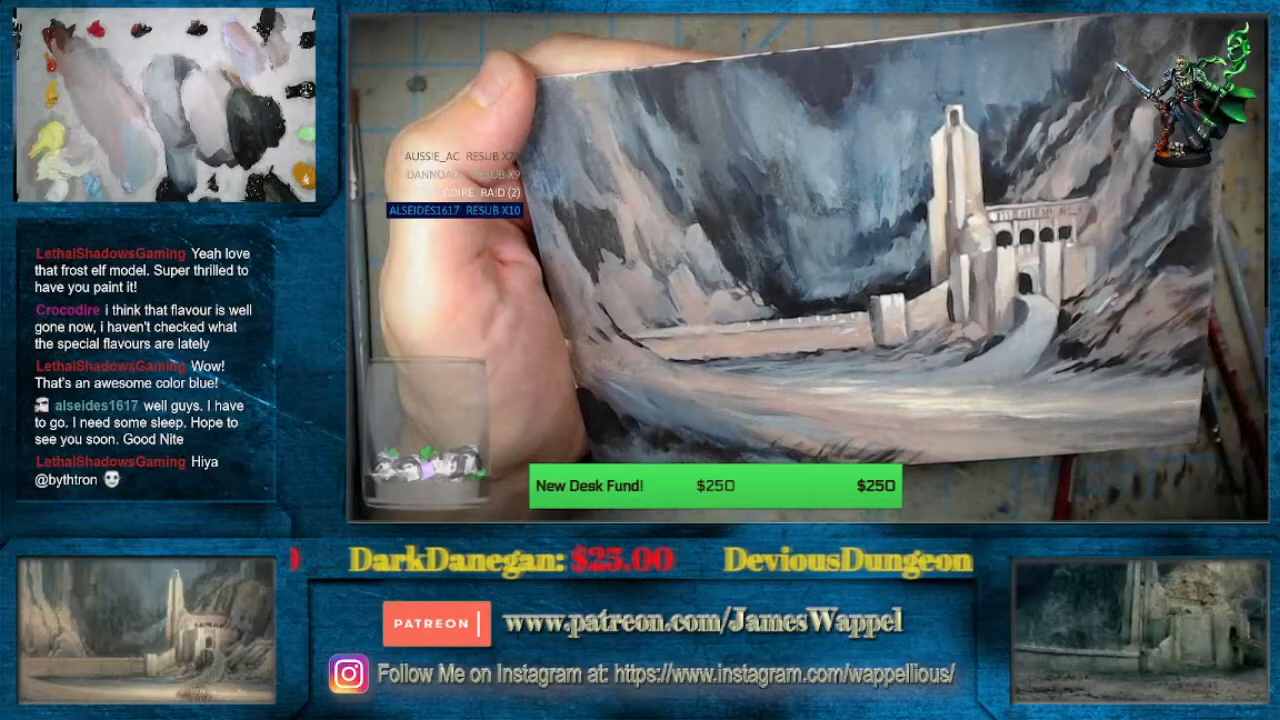 AUSSIE_AC RESUB
DANNOA RESUB X9
RAID (2)
ALSEIDES1617 RESUB X10
LethalShadowsGaming Yeah love
that frost elf model. Super thrilled to
have you paint it!
Crocodire i think that flavour is well
gone now, i haven't checked what
the special flavours are lately
LethalShadowsGaming Wow!
That's an awesome color blue!
alseides1617 well guys. I have
to go. I need some sleep. Hope to
see you soon. Good Nite
LethalShadowsGaming Hiya
@bythtron
New Desk Fund! $250 $250
DarkDanegan: $25.00 DeviousDungeon
PATREON www.patreon.com/JamesWappel
Follow Me on Instagram at: https://www.instagram.com/wappellious/